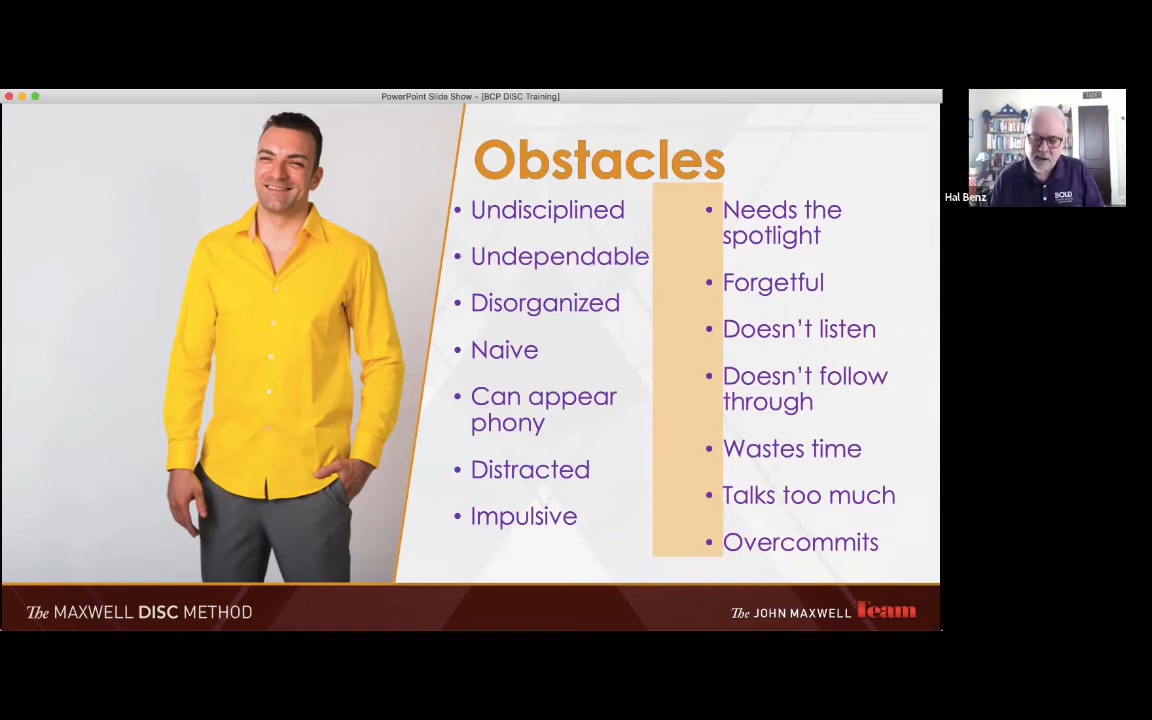 PowerPoint Slide Show - [BCP DISC Training]
Obstacles
• Undisciplined
• Undependable
• Disorganized
• Naive
• Can appear
phony
• Distracted
• Impulsive
• Needs the
spotlight
• Forgetful
• Doesn't listen
• Doesn't follow
through
• Wastes time
• Talks too much
• Overcommits
The MAXWELL DISC METHOD
The JOHN MAXWELL Team
Hal Benz
BOLD